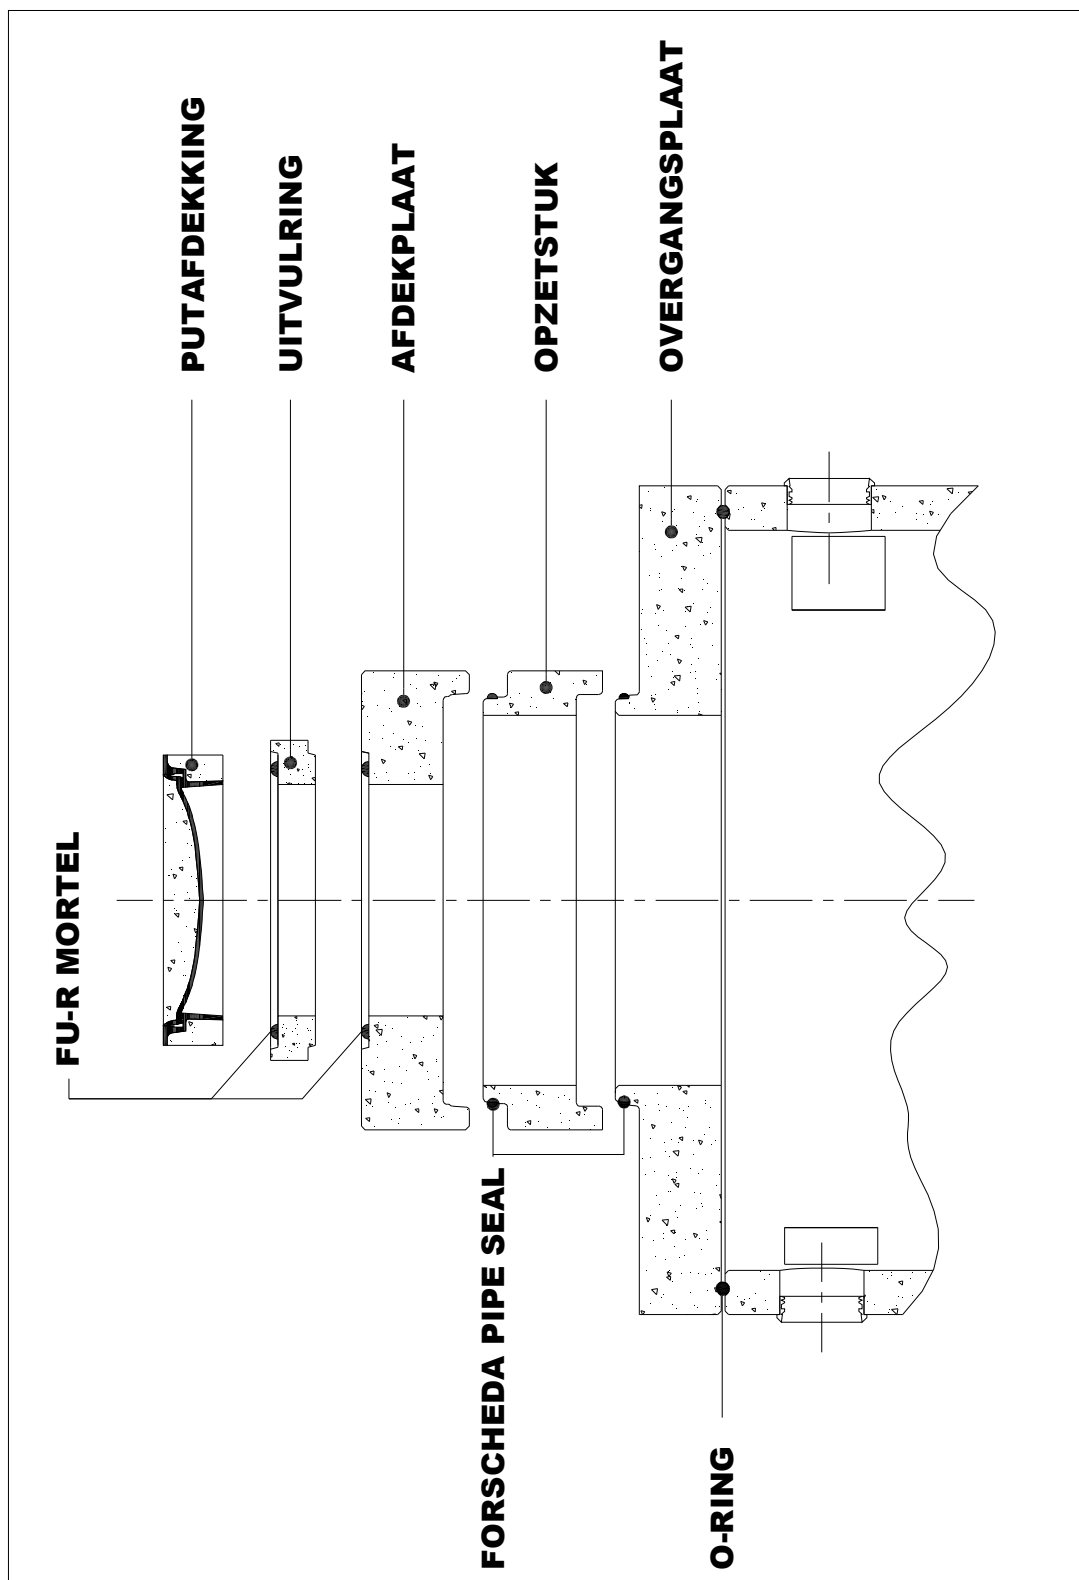 PUTAFDEKKING
UITVULRING
AFDEKPLAAT
OPZETSTUK
OVERGANGSPLAAT
FU-R MORTEL
FORSCHEDA PIPE SEAL
O-RING